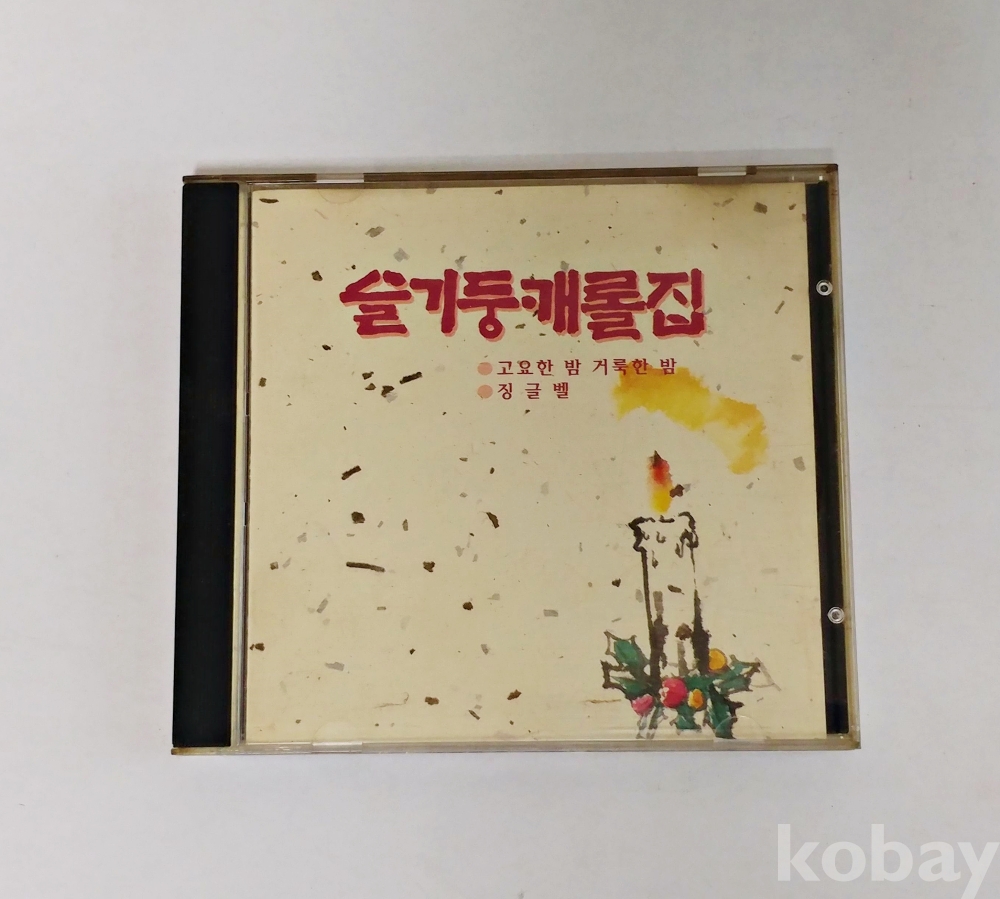 슬기둥캐롤집
고요한 밤 거룩한 밤
징글벨
kobay